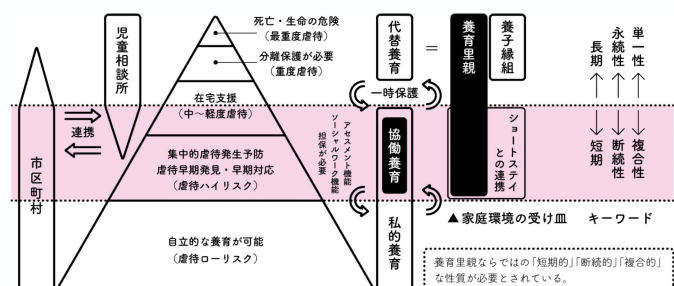 死亡・生命の危険
（最重度虐待）
分離保護が必要
（重度虐待）
在宅支援
（中〜軽度虐待）
集中的虐待発生予防
虐待早期発見・早期対応
（虐待ハイリスク）
自立的な養育が可能
（虐待ローリスク）
市区町村
連携
児童相談所
アセスメント機能
ソーシャルワーク機能
担保が必要
代替養育
＝
養育里親
養子縁組
一時保護
協働養育
私的養育
ショートステイ
との連携
▲家庭環境の受け皿
単一性
永続性
長期
複合性
断続性
短期
キーワード
養育里親ならではの「短期的」「断続的」「複合的」
な性質が必要とされている。